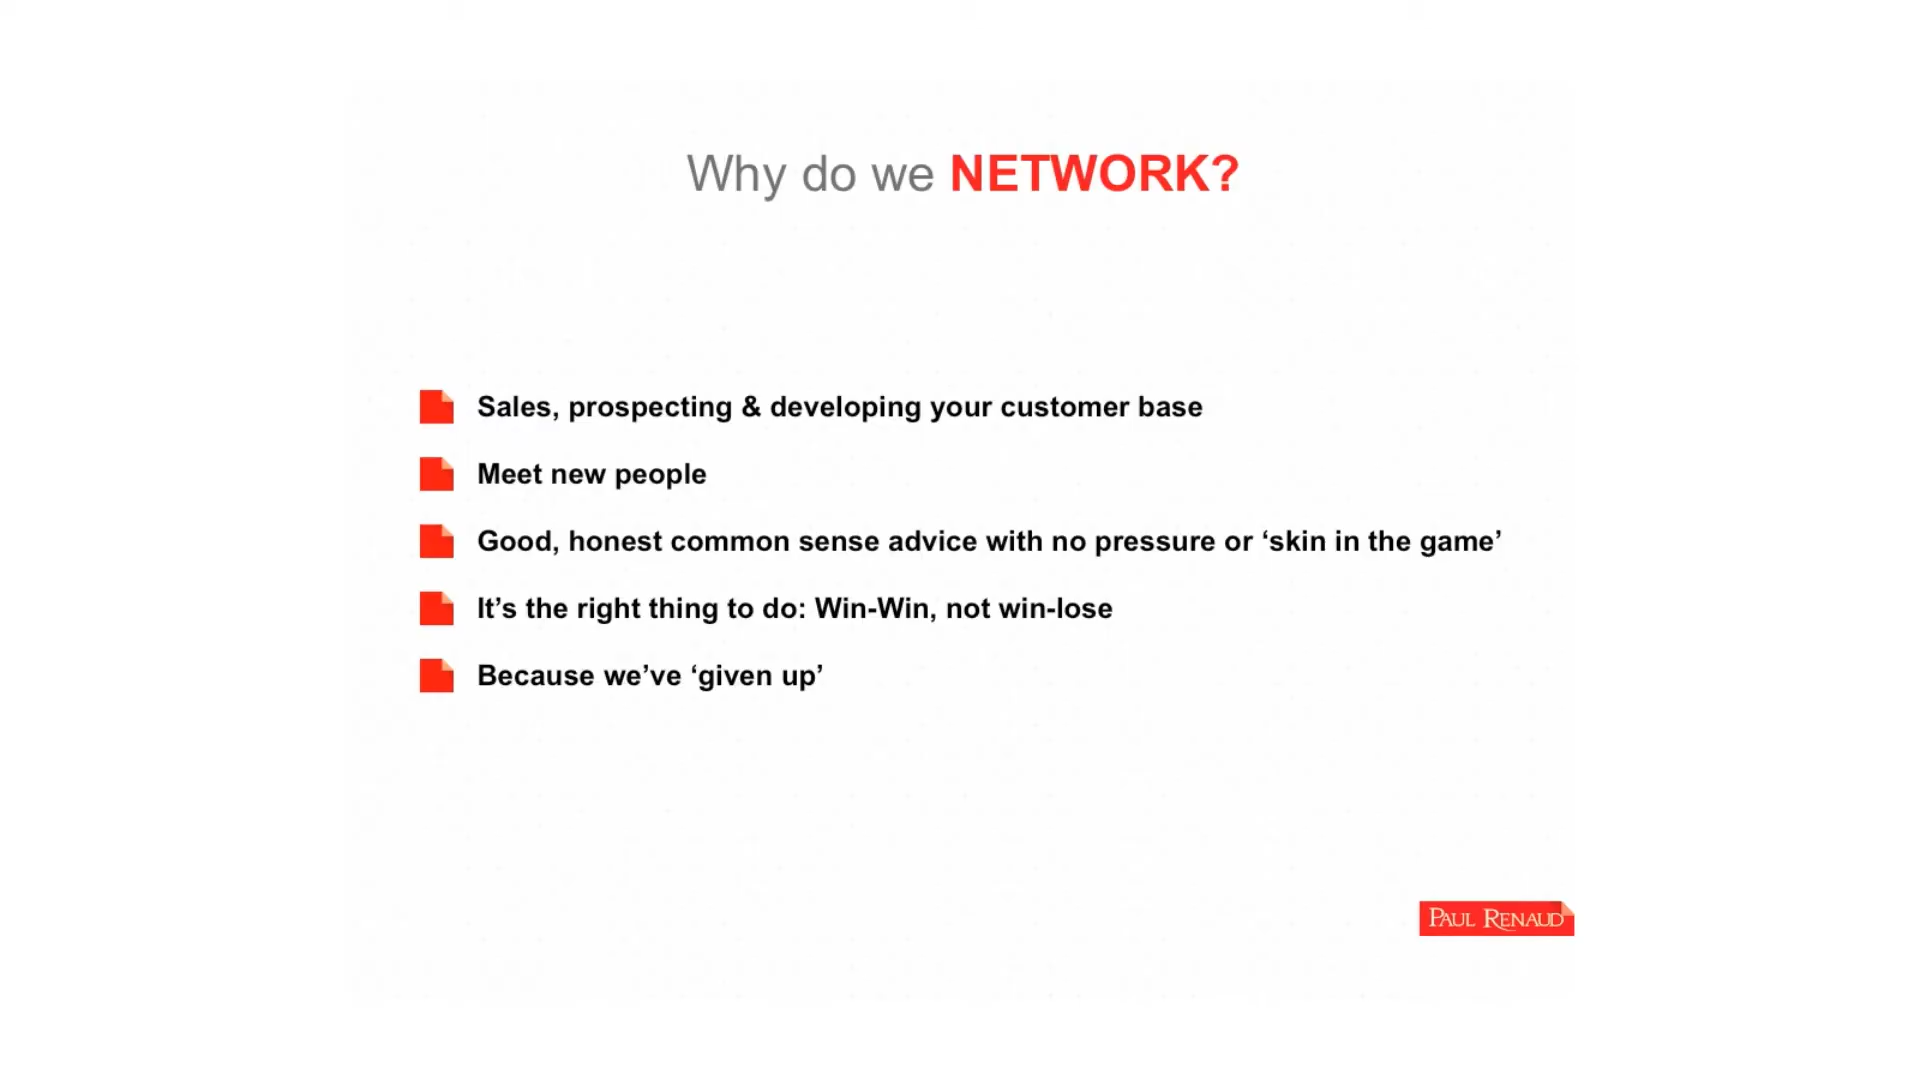 Why do we NETWORK?
Sales, prospecting & developing your customer base
Meet new people
Good, honest common sense advice with no pressure or ‘skin in the game’
It’s the right thing to do: Win-Win, not win-lose
Because we’ve ‘given up’
PAUL RENAUD